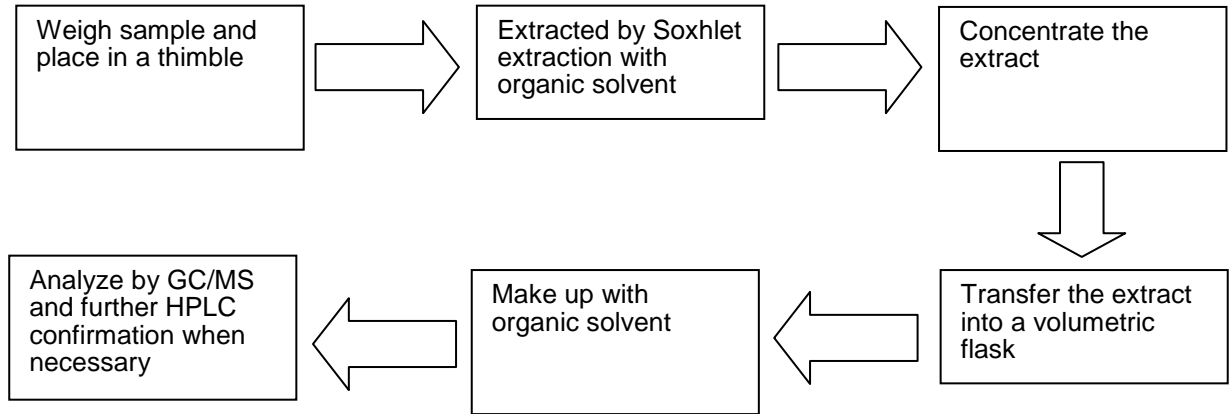 Weigh sample and
place in a thimble
Extracted by Soxhlet
extraction with
organic solvent
Concentrate the
extract
Transfer the extract
into a volumetric
flask
Make up with
organic solvent
Analyze by GC/MS
and further HPLC
confirmation when
necessary